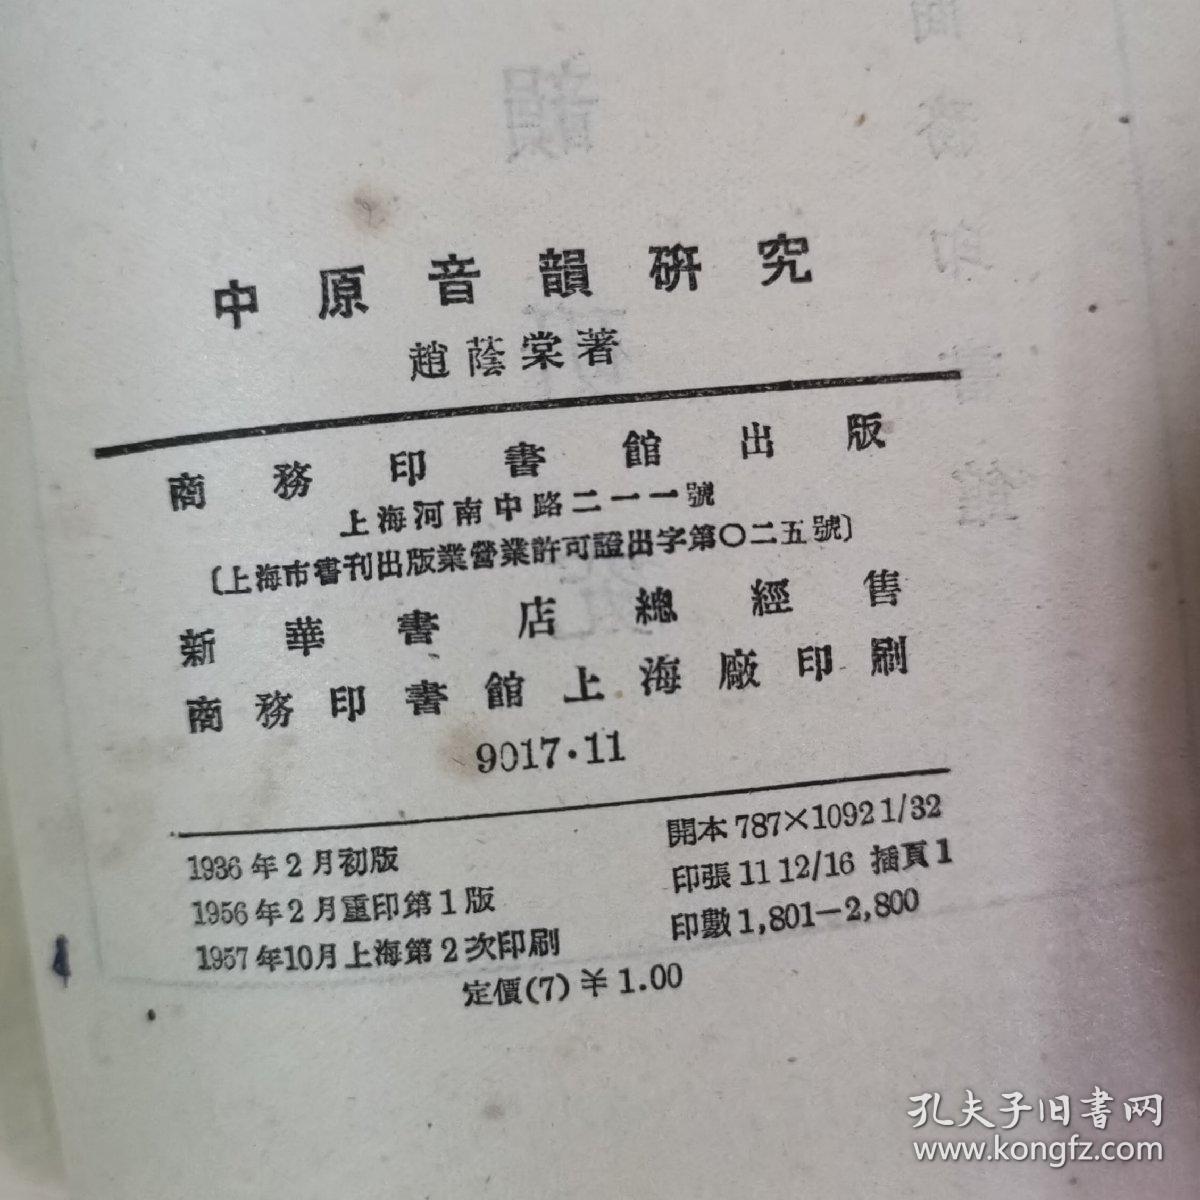 中原音韻研究
趙蔭棠著
商務印書館出版
上海河南中路二一一號
〔上海市書刊出版業營業許可證出字第〇二五號〕
新華書店總經售
商務印書館上海廠印刷
9017·11
1936年2月初版
1956年2月重印第1版
1957年10月上海第2次印刷
開本 787×1092 1/32
印張 11 12/16 插頁 1
印數 1,801—2,800
定價(7) ￥1.00
孔夫子旧书网
www.kongfz.com